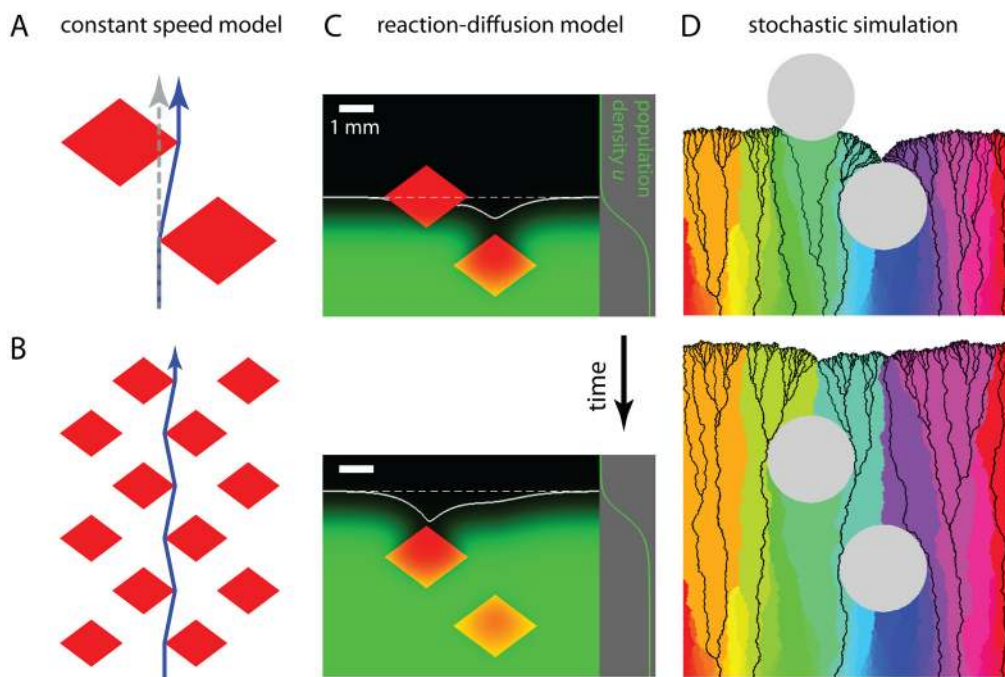 A
constant speed model
B
C
reaction-diffusion model
1 mm
population
density u
time
D
stochastic simulation